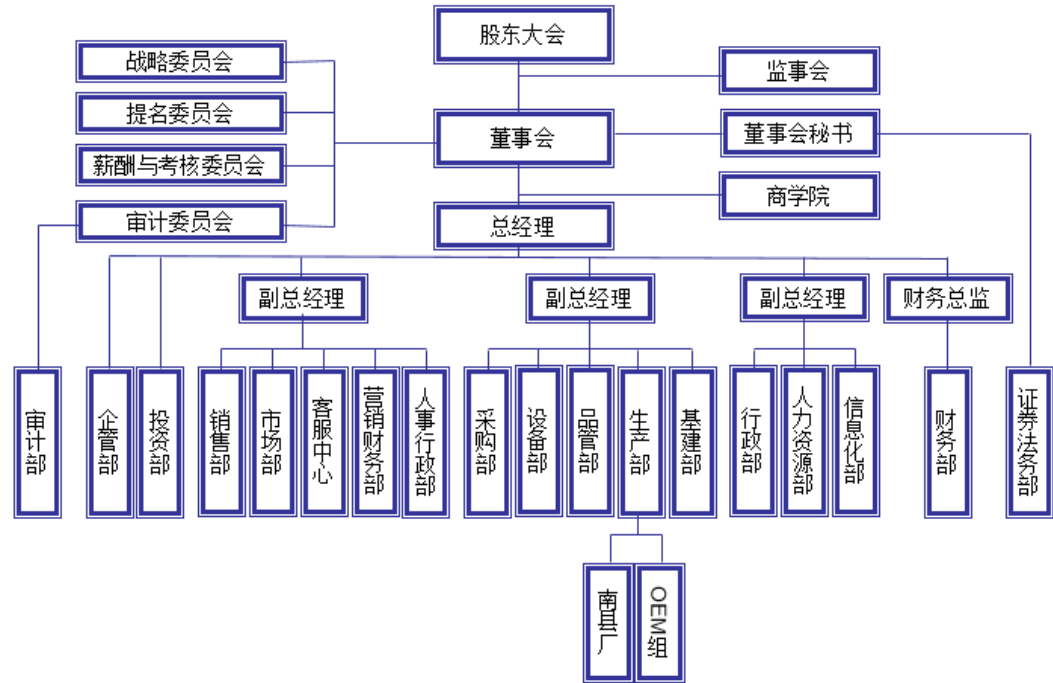 股东大会
战略委员会
监事会
提名委员会
董事会
董事会秘书
薪酬与考核委员会
商学院
审计委员会
总经理
副总经理
副总经理
副总经理
财务总监
审计部
企管部
投资部
销售部
市场部
客服中心
营销财务部
人事行政部
采购部
设备部
品管部
生产部
基建部
行政部
人力资源部
信息化部
财务部
证券法务部
南县厂
OEM组